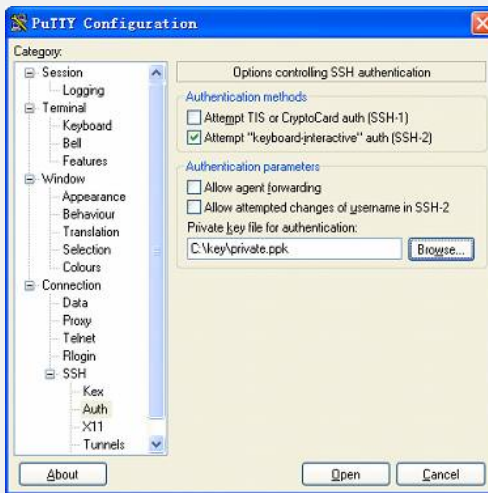 PuTTY Configuration
Category:
Session
Logging
Terminal
Keyboard
Bell
Features
Window
Appearance
Behaviour
Translation
Selection
Colours
Connection
Data
Proxy
Telnet
Rlogin
SSH
Kex
Auth
X11
Tunnels
Options controlling SSH authentication
Authentication methods
Attempt TIS or CryptoCard auth (SSH-1)
Attempt "keyboard-interactive" auth (SSH-2)
Authentication parameters
Allow agent forwarding
Allow attempted changes of username in SSH-2
Private key file for authentication:
C:\key\private.ppk
Browse...
About
Open
Cancel